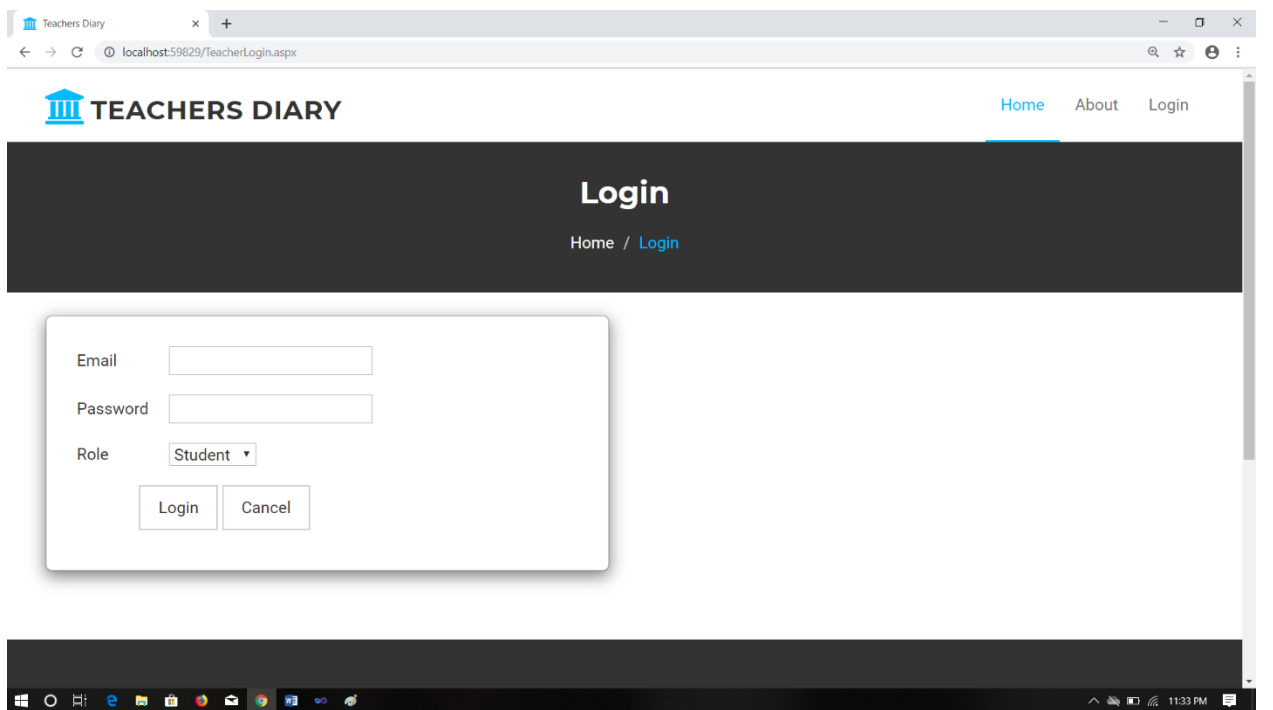 Teachers Diary
localhost:59829/TeacherLogin.aspx
TEACHERS DIARY
Home About Login
Login
Home / Login
Email
Password
Role Student
Login Cancel
11:33 PM